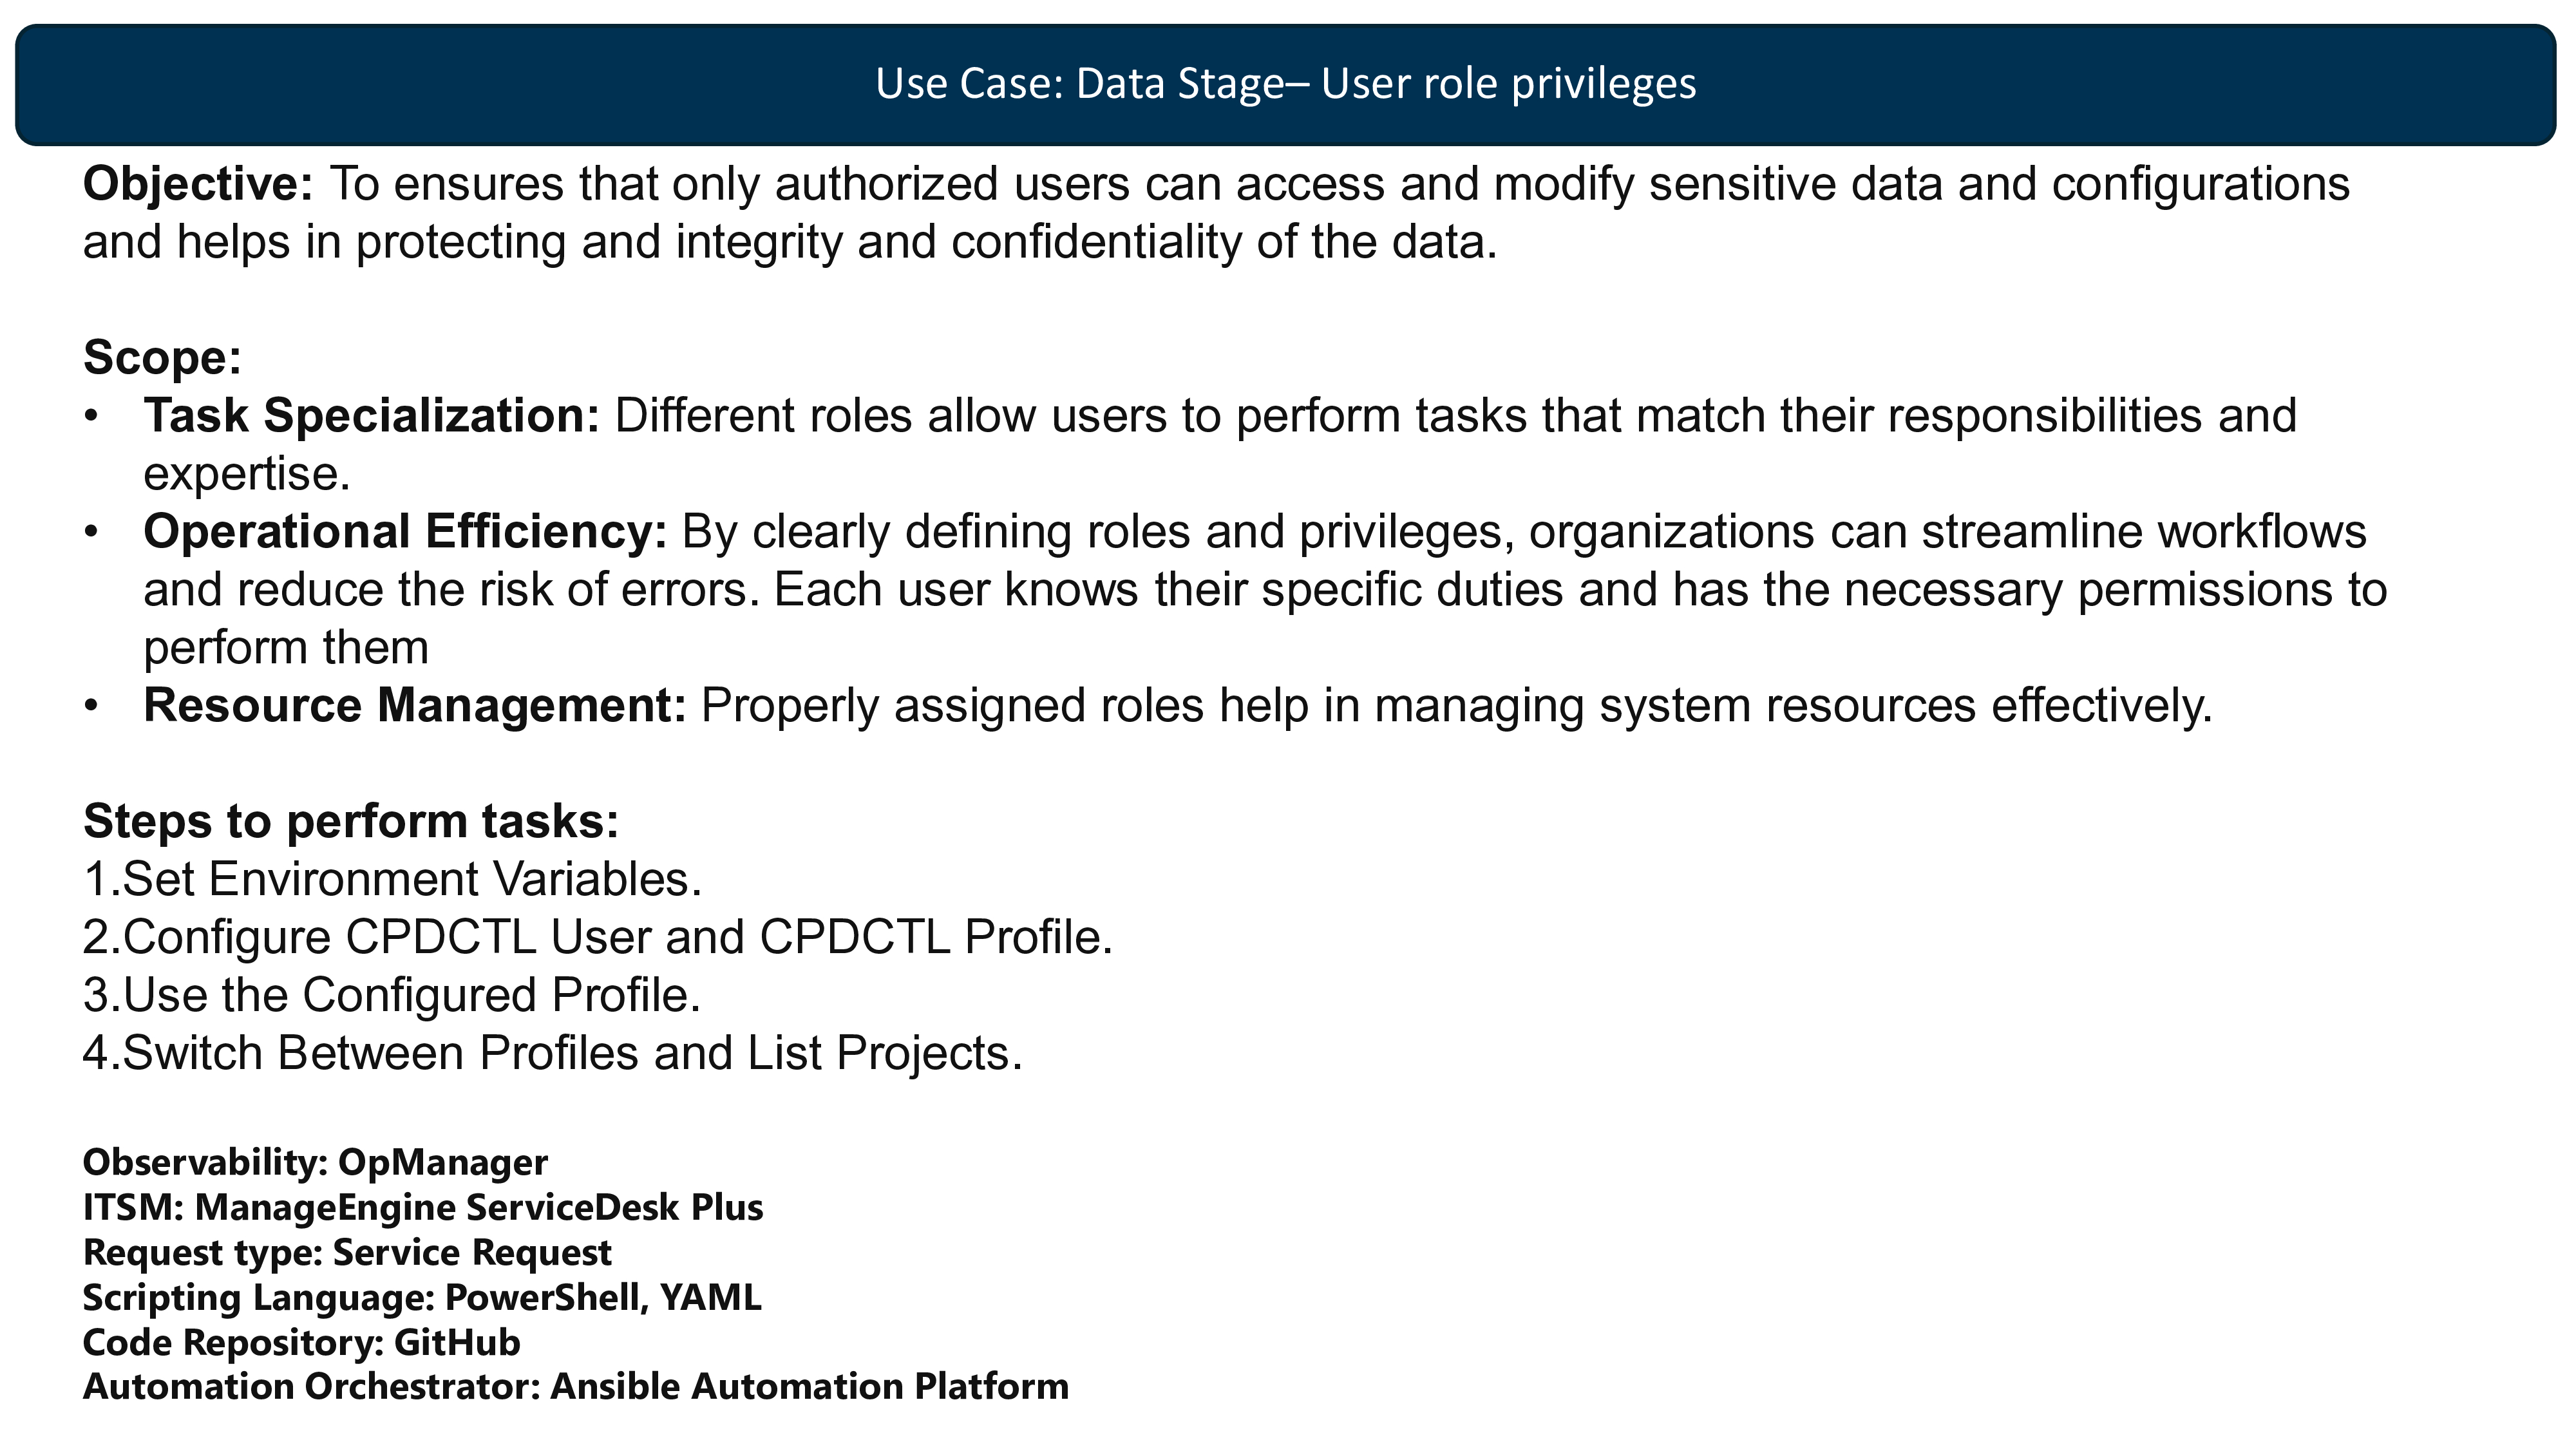 Use Case: Data Stage– User role privileges
Objective: To ensures that only authorized users can access and modify sensitive data and configurations
and helps in protecting and integrity and confidentiality of the data.
Scope:
• Task Specialization: Different roles allow users to perform tasks that match their responsibilities and
expertise.
• Operational Efficiency: By clearly defining roles and privileges, organizations can streamline workflows
and reduce the risk of errors. Each user knows their specific duties and has the necessary permissions to
perform them
• Resource Management: Properly assigned roles help in managing system resources effectively.
Steps to perform tasks:
1.Set Environment Variables.
2.Configure CPDCTL User and CPDCTL Profile.
3.Use the Configured Profile.
4.Switch Between Profiles and List Projects.
Observability: OpManager
ITSM: ManageEngine ServiceDesk Plus
Request type: Service Request
Scripting Language: PowerShell, YAML
Code Repository: GitHub
Automation Orchestrator: Ansible Automation Platform